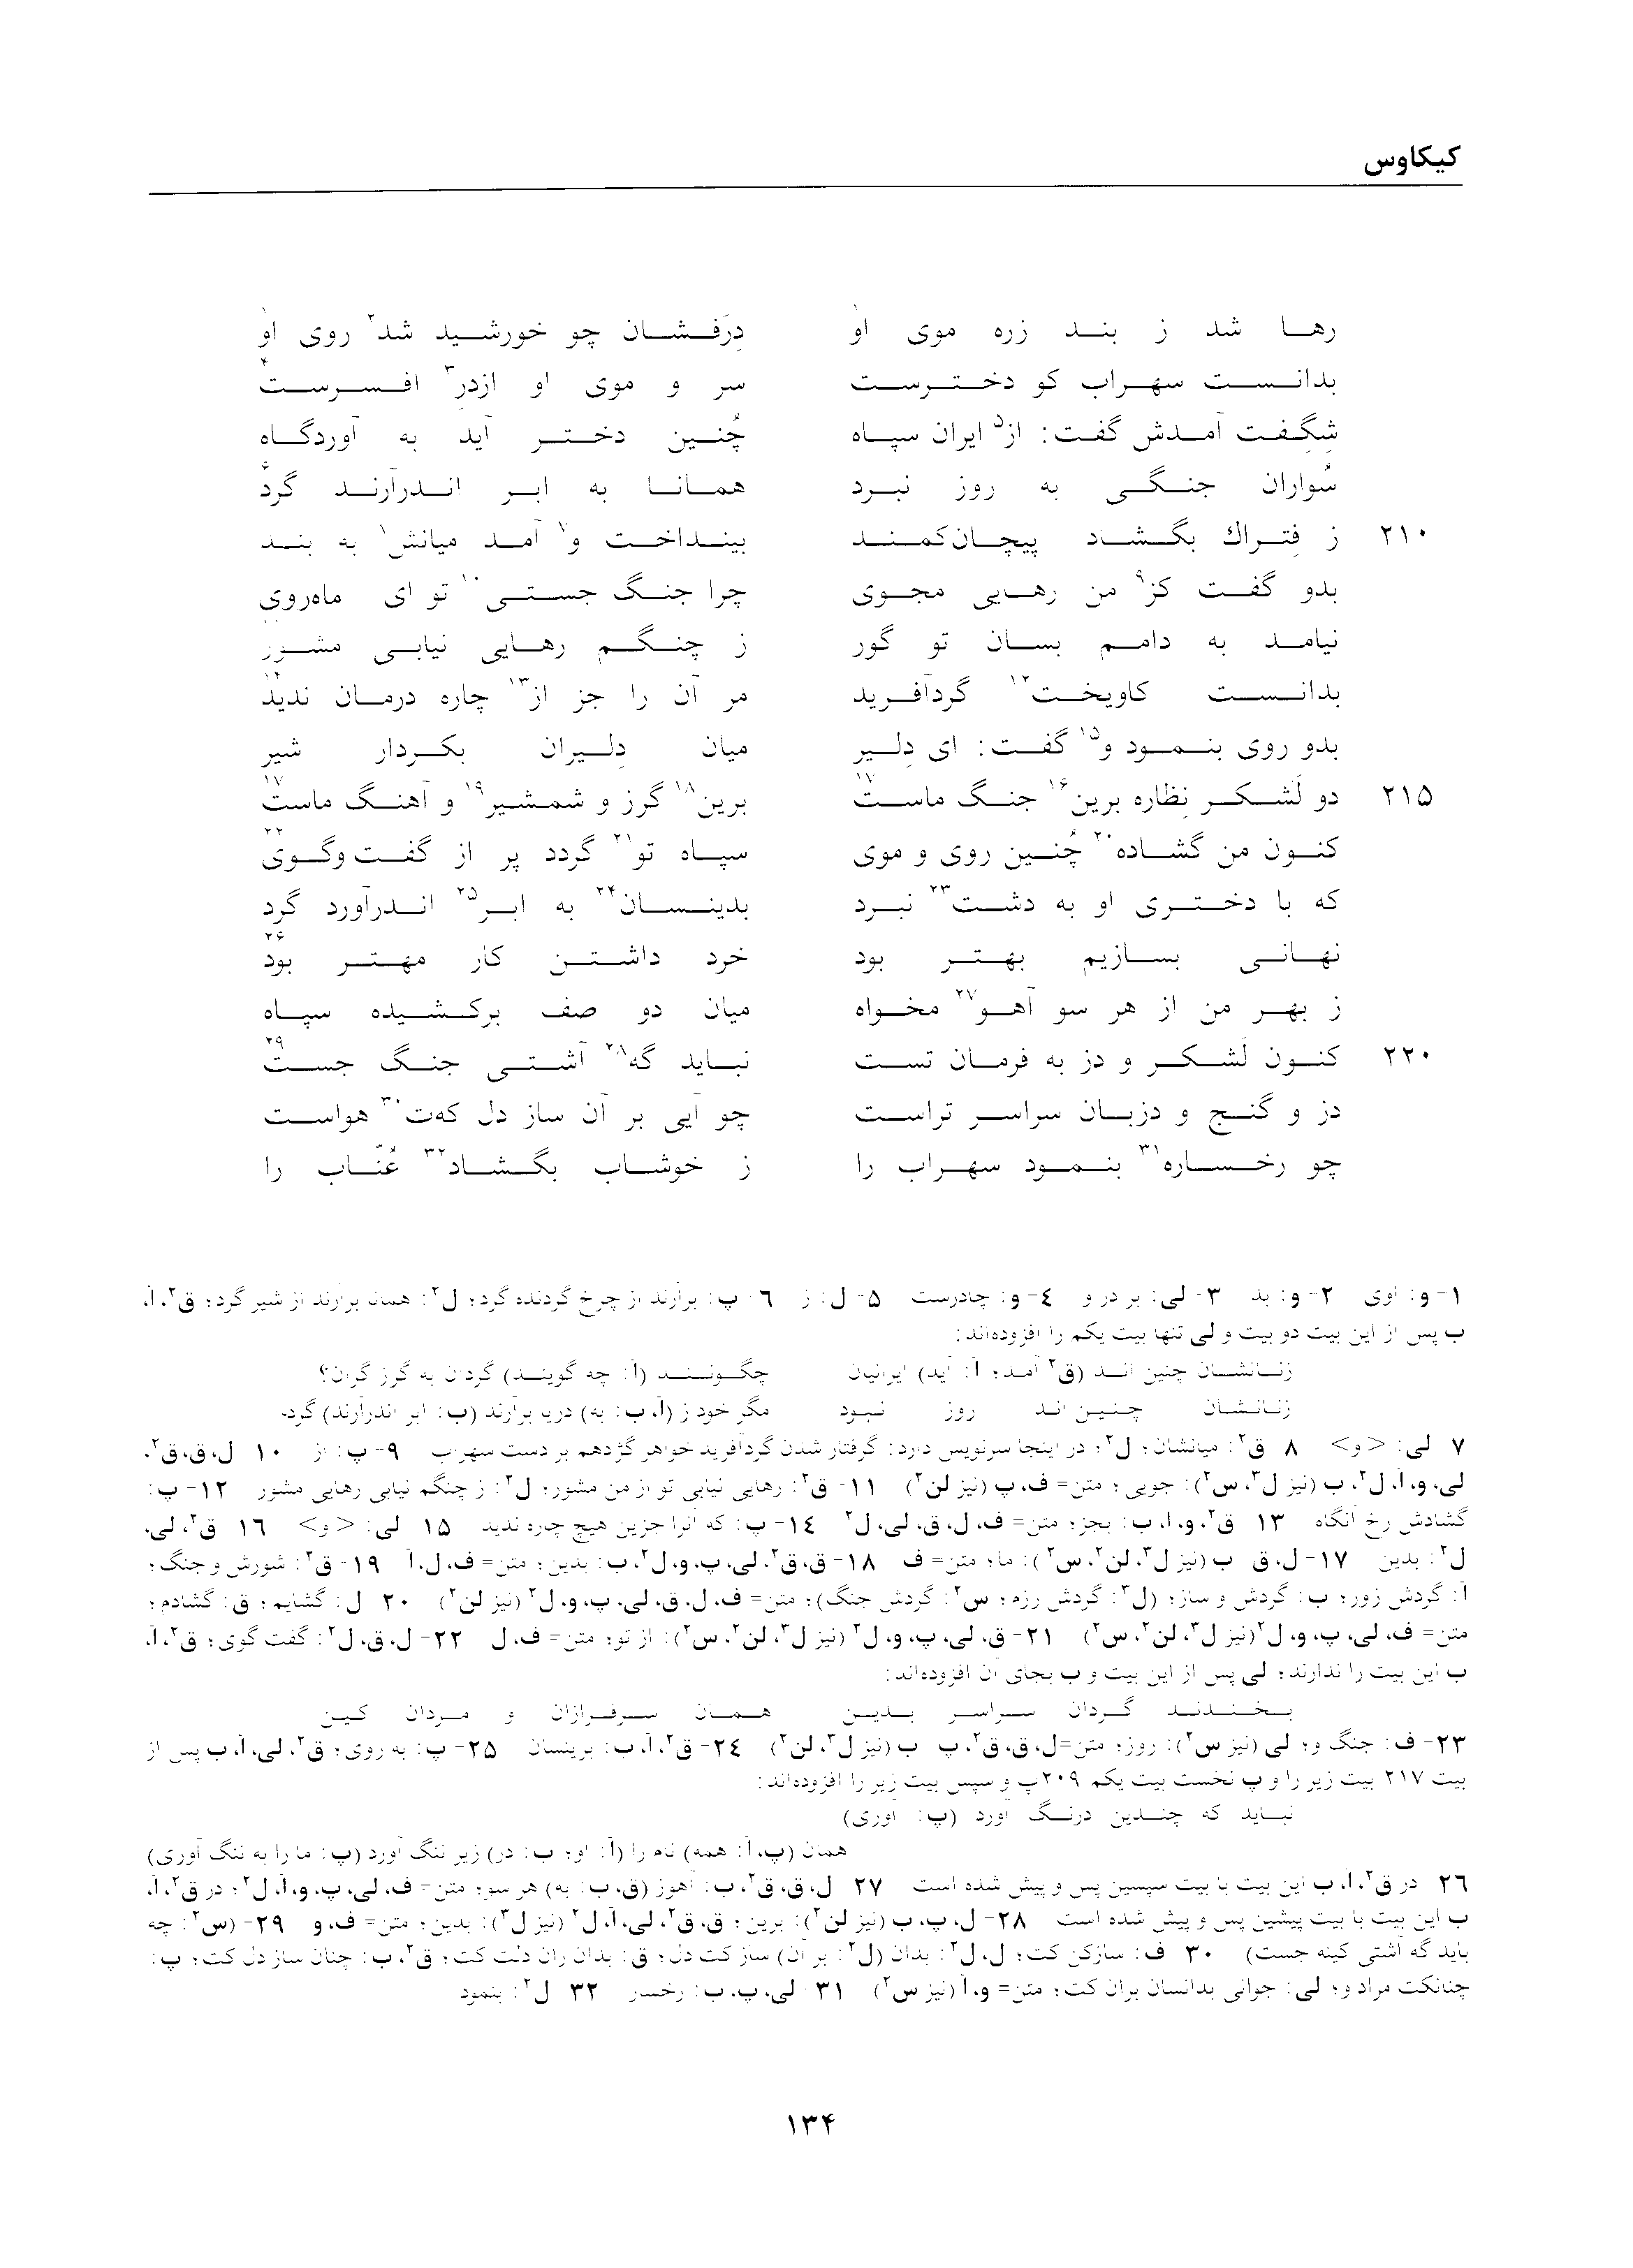 کیکاوس
رها شد ز بند زره موی او¹ درفشان چو خورشید شد² روی او¹
بدانست سهراب کو دخترست سر و موی او ازدر³ افسرست⁴
شگفت آمدش گفت: از⁵ ایران سپاه چُنین دختر آید به آوردگاه
سُواران جنگی به روز نبرد همانا به ابر اندرآرند گرد⁶
۲۱۰ ز فِتراك بگشاد پیچان‌کمند بینداخت و⁷ آمد میانش⁸ به بند
بدو گفت کز⁹ من رهایی مجوی چرا جنگ جستی¹⁰ تو ای ماه‌روی
نیامد به دامم بسان تو گور ز چنگم رهایی نیابی مشور¹¹
بدانست کاویخت¹² گردآفرید مر آن را جز از¹³ چاره درمان ندید¹⁴
بدو روی بنمود و¹⁵ گفت: ای دلیر میان دلیران بکردار شیر
۲۱۵ دو لَشکر نِظاره برین¹⁶ جنگ ماست¹⁷ برین¹⁸ گرز و شمشیر¹⁹ و آهنگ ماست¹⁷
کنون من گشاده²⁰ چُنین روی و موی سپاه تو²¹ گردد پر از گفت‌وگوی²²
که با دختری او به دشت²³ نبرد بدینسان²⁴ به ابر²⁵ اندرآورد گرد
نهانی بسازیم بهتر بود خرد داشتن کار مهتر بود²⁶
ز بهر من از هر سو آهو²⁷ مخواه میان دو صف برکشیده سپاه
۲۲۰ کنون لَشکر و دز به فرمان تست نباید گه²⁸ آشتی جنگ جست²⁹
دز و گنج و دزبان سراسر تراست چو آیی بر آن ساز دل که‌ت³⁰ هواست
چو رخساره³¹ بنمود سهراب را ز خوشاب بگشاد³² عُنّاب را
۱- و: اوی ۲- و: بد ۳- لی: بر در و ٤- و: چادرست ۵- ل: ز ٦- پ: برآرند از چرخ گردنده گرد؛ ل²: همان برآرند از شیر گرد؛ ق²، آ،
ب پس از این بیت دو بیت و لی تنها بیت یکم را افزوده‌اند:
زنانشان چنین اند (ق² آمد؛ آ: آید) ایرانیان چگونند (آ: چه گویند) گردان به گرز گران؟
زنانشان چنین اند روز نبود مگر خود ز (آ، ب: به) دریا برآرند (ب: ابر اندرآرند) گرد
۷ لی: <و> ۸ ق²: میانشان؛ ل²؛ در اینجا سرنویس دارد: گرفتار شدن گردآفرید خواهر گژدهم بر دست سهراب ۹- پ: از ۱۰ ل، ق، ق²،
لی، و، آ، ل²، ب (نیز ل³، س²): جویی؛ متن= ف، پ (نیز لن²) ۱۱- ق²: رهایی نیابی تو از من مشور؛ ل²: ز چنگم نیابی رهایی مشور ۱۲- پ:
گشادش رخ آنگاه ۱۳ ق²، و، آ، ب: بجز؛ متن= ف، ل، ق، لی، ل² ۱٤- پ: که آنرا جزین هیچ چاره ندید ۱۵ لی: <و> ۱٦ ق²، لی،
ل²: بدین ۱۷- ل، ق ب (نیز ل³، لن²، س²): ما؛ متن= ف ۱۸- ق، ق²، لی، پ، و، ل²، ب: بدین؛ متن= ف، ل، آ ۱۹- ق²: شورش و جنگ؛
آ: گردش زور؛ ب: گردش و ساز؛ (ل³: گردش رزم؛ س²: گردش جنگ)؛ متن= ف، ل، ق، لی، پ، و، ل² (نیز لن²) ۲۰ ل: گشایم؛ ق: گشادم؛
متن= ف، لی، پ، و، ل² (نیز ل³، لن²، س²) ۲۱- ق، لی، پ، و، ل² (نیز ل³، لن²، س²): از تو؛ متن= ف، ل ۲۲- ل، ق، ل²: گفت گوی؛ ق²، آ،
ب این بیت را ندارند؛ لی پس از این بیت و ب بجای آن افزوده‌اند:
بخندند گردان سراسر بدین همان سرفرازان و مردان کین
۲۳- ف: جنگ و؛ لی (نیز س²): روز؛ متن=ل، ق، ق²، پ ب (نیز ل³، لن²) ۲٤- ق²، آ، ب: برینسان ۲۵- پ: به روی؛ ق²، لی، آ، ب پس از
بیت ۲۱۷ بیت زیر را و پ نخست بیت یکم ۲۰۹پ و سپس بیت زیر را افزوده‌اند:
نباید که چندین درنگ آورد (پ: آوری)
همان (پ، آ: همه) نام را (آ: او؛ ب: در) زیر ننگ آورد (پ: ما را به ننگ آوری)
۲٦ در ق²، آ، ب این بیت با بیت سپسین پس و پیش شده است ۲۷ ل، ق، ق²، ب: آهوز (ق، ب: به) هر سو؛ متن= ف، لی، پ، و، آ، ل²؛ در ق²، آ،
ب این بیت با بیت پیشین پس و پیش شده است ۲۸- ل، پ، ب (نیز لن²): برین؛ ق، ق²، لی، آ، ل² (نیز ل³): بدین؛ متن= ف، و ۲۹- (س²: چه
باید گه آشتی کینه جست) ۳۰ ف: سازکن کت؛ ل، ل²: بدان (ل²: بر آن) ساز کت دل؛ ق: بدان ران دلت کت؛ ق²، ب: چنان ساز دل کت؛ پ:
چنانکت مراد و؛ لی: جوانی بدانسان بران کت؛ متن= و، آ (نیز س²) ۳۱ لی، پ، ب: رخسار ۳۲ ل²: بنمود
۱۳۴